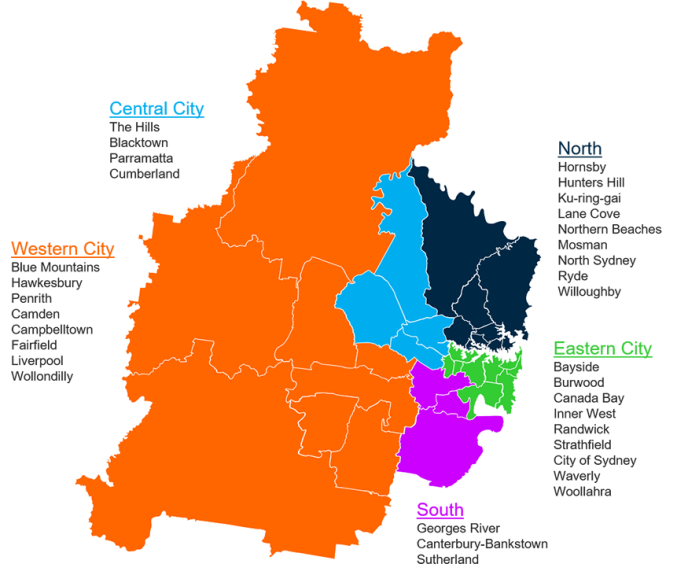 Central City
The Hills
Blacktown
Parramatta
Cumberland
North
Hornsby
Hunters Hill
Ku-ring-gai
Lane Cove
Northern Beaches
Mosman
North Sydney
Ryde
Willoughby
Western City
Blue Mountains
Hawkesbury
Penrith
Camden
Campbelltown
Fairfield
Liverpool
Wollondilly
Eastern City
Bayside
Burwood
Canada Bay
Inner West
Randwick
Strathfield
City of Sydney
Waverly
Woollahra
South
Georges River
Canterbury-Bankstown
Sutherland